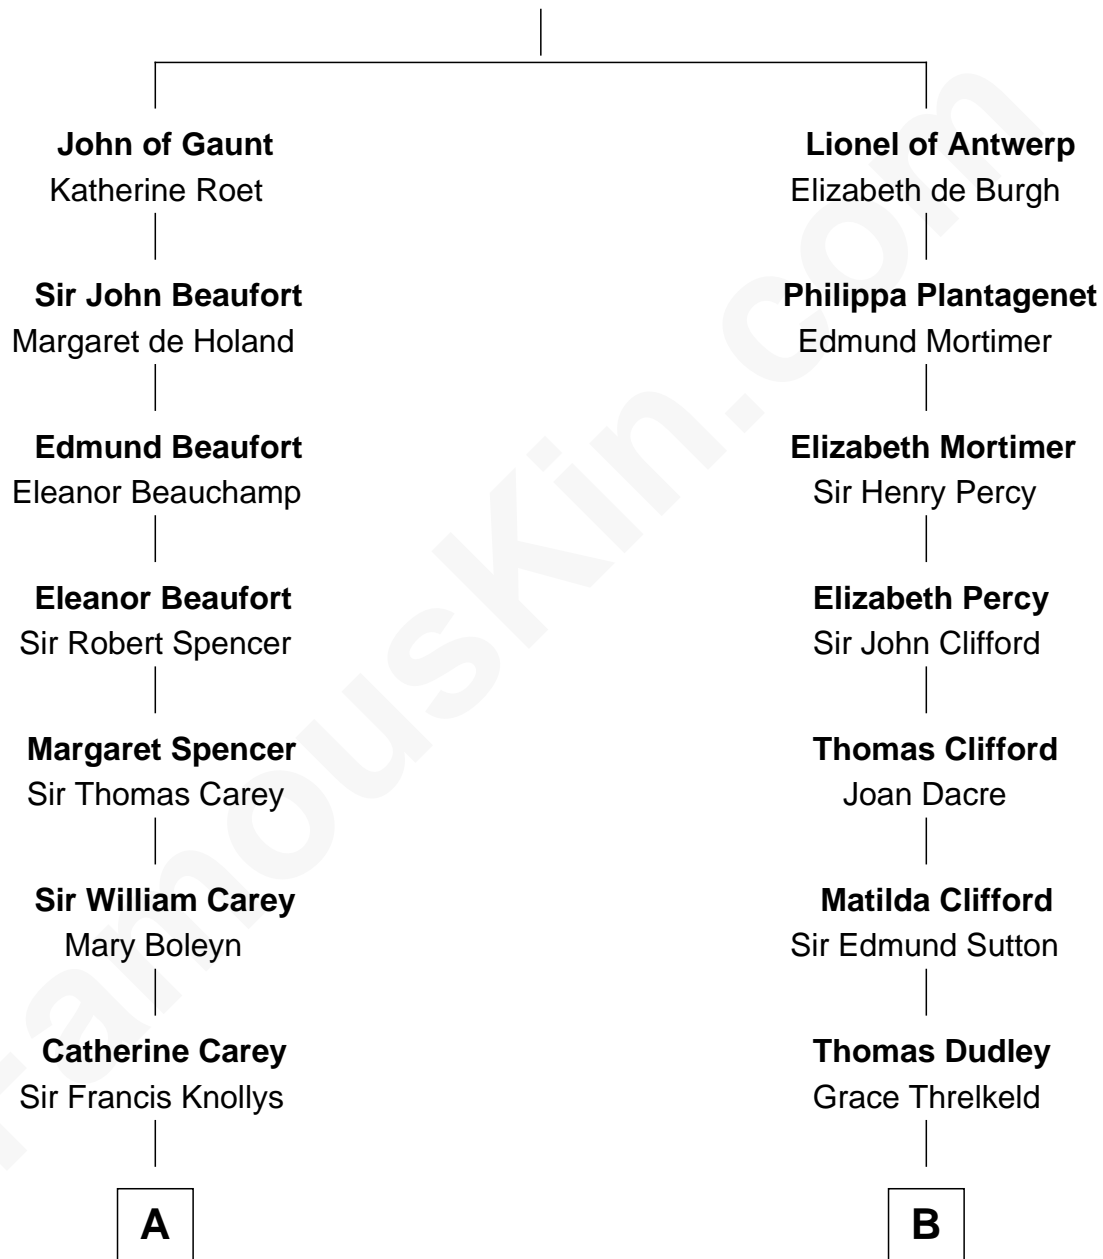 John of Gaunt
Katherine Roet
Sir John Beaufort
Margaret de Holand
Edmund Beaufort
Eleanor Beauchamp
Eleanor Beaufort
Sir Robert Spencer
Margaret Spencer
Sir Thomas Carey
Sir William Carey
Mary Boleyn
Catherine Carey
Sir Francis Knollys
A
Lionel of Antwerp
Elizabeth de Burgh
Philippa Plantagenet
Edmund Mortimer
Elizabeth Mortimer
Sir Henry Percy
Elizabeth Percy
Sir John Clifford
Thomas Clifford
Joan Dacre
Matilda Clifford
Sir Edmund Sutton
Thomas Dudley
Grace Threlkeld
B
FamousKin.com